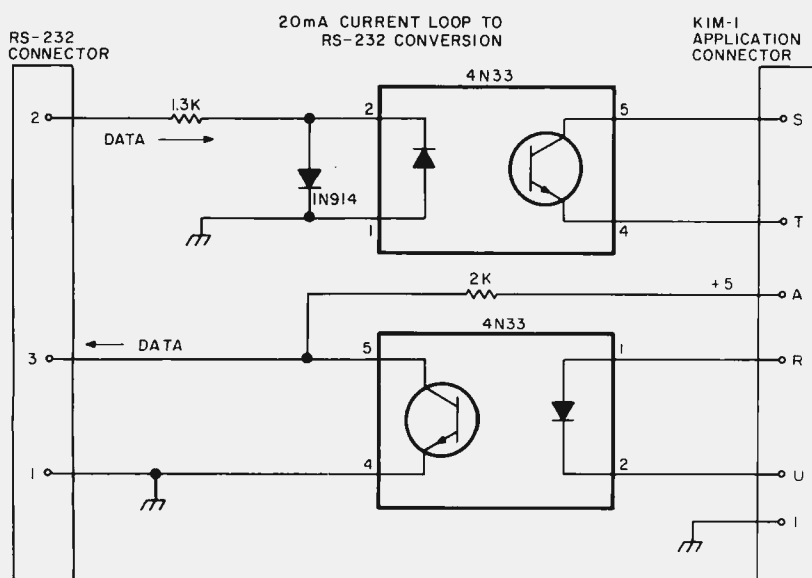 20mA CURRENT LOOP TO
RS-232 CONVERSION
RS-232
CONNECTOR
KIM-1
APPLICATION
CONNECTOR
4N33
2
1.3K
2
5
S
DATA
1N914
1
4
T
2K
+5
A
4N33
DATA
3
5
1
R
1
4
2
U
1